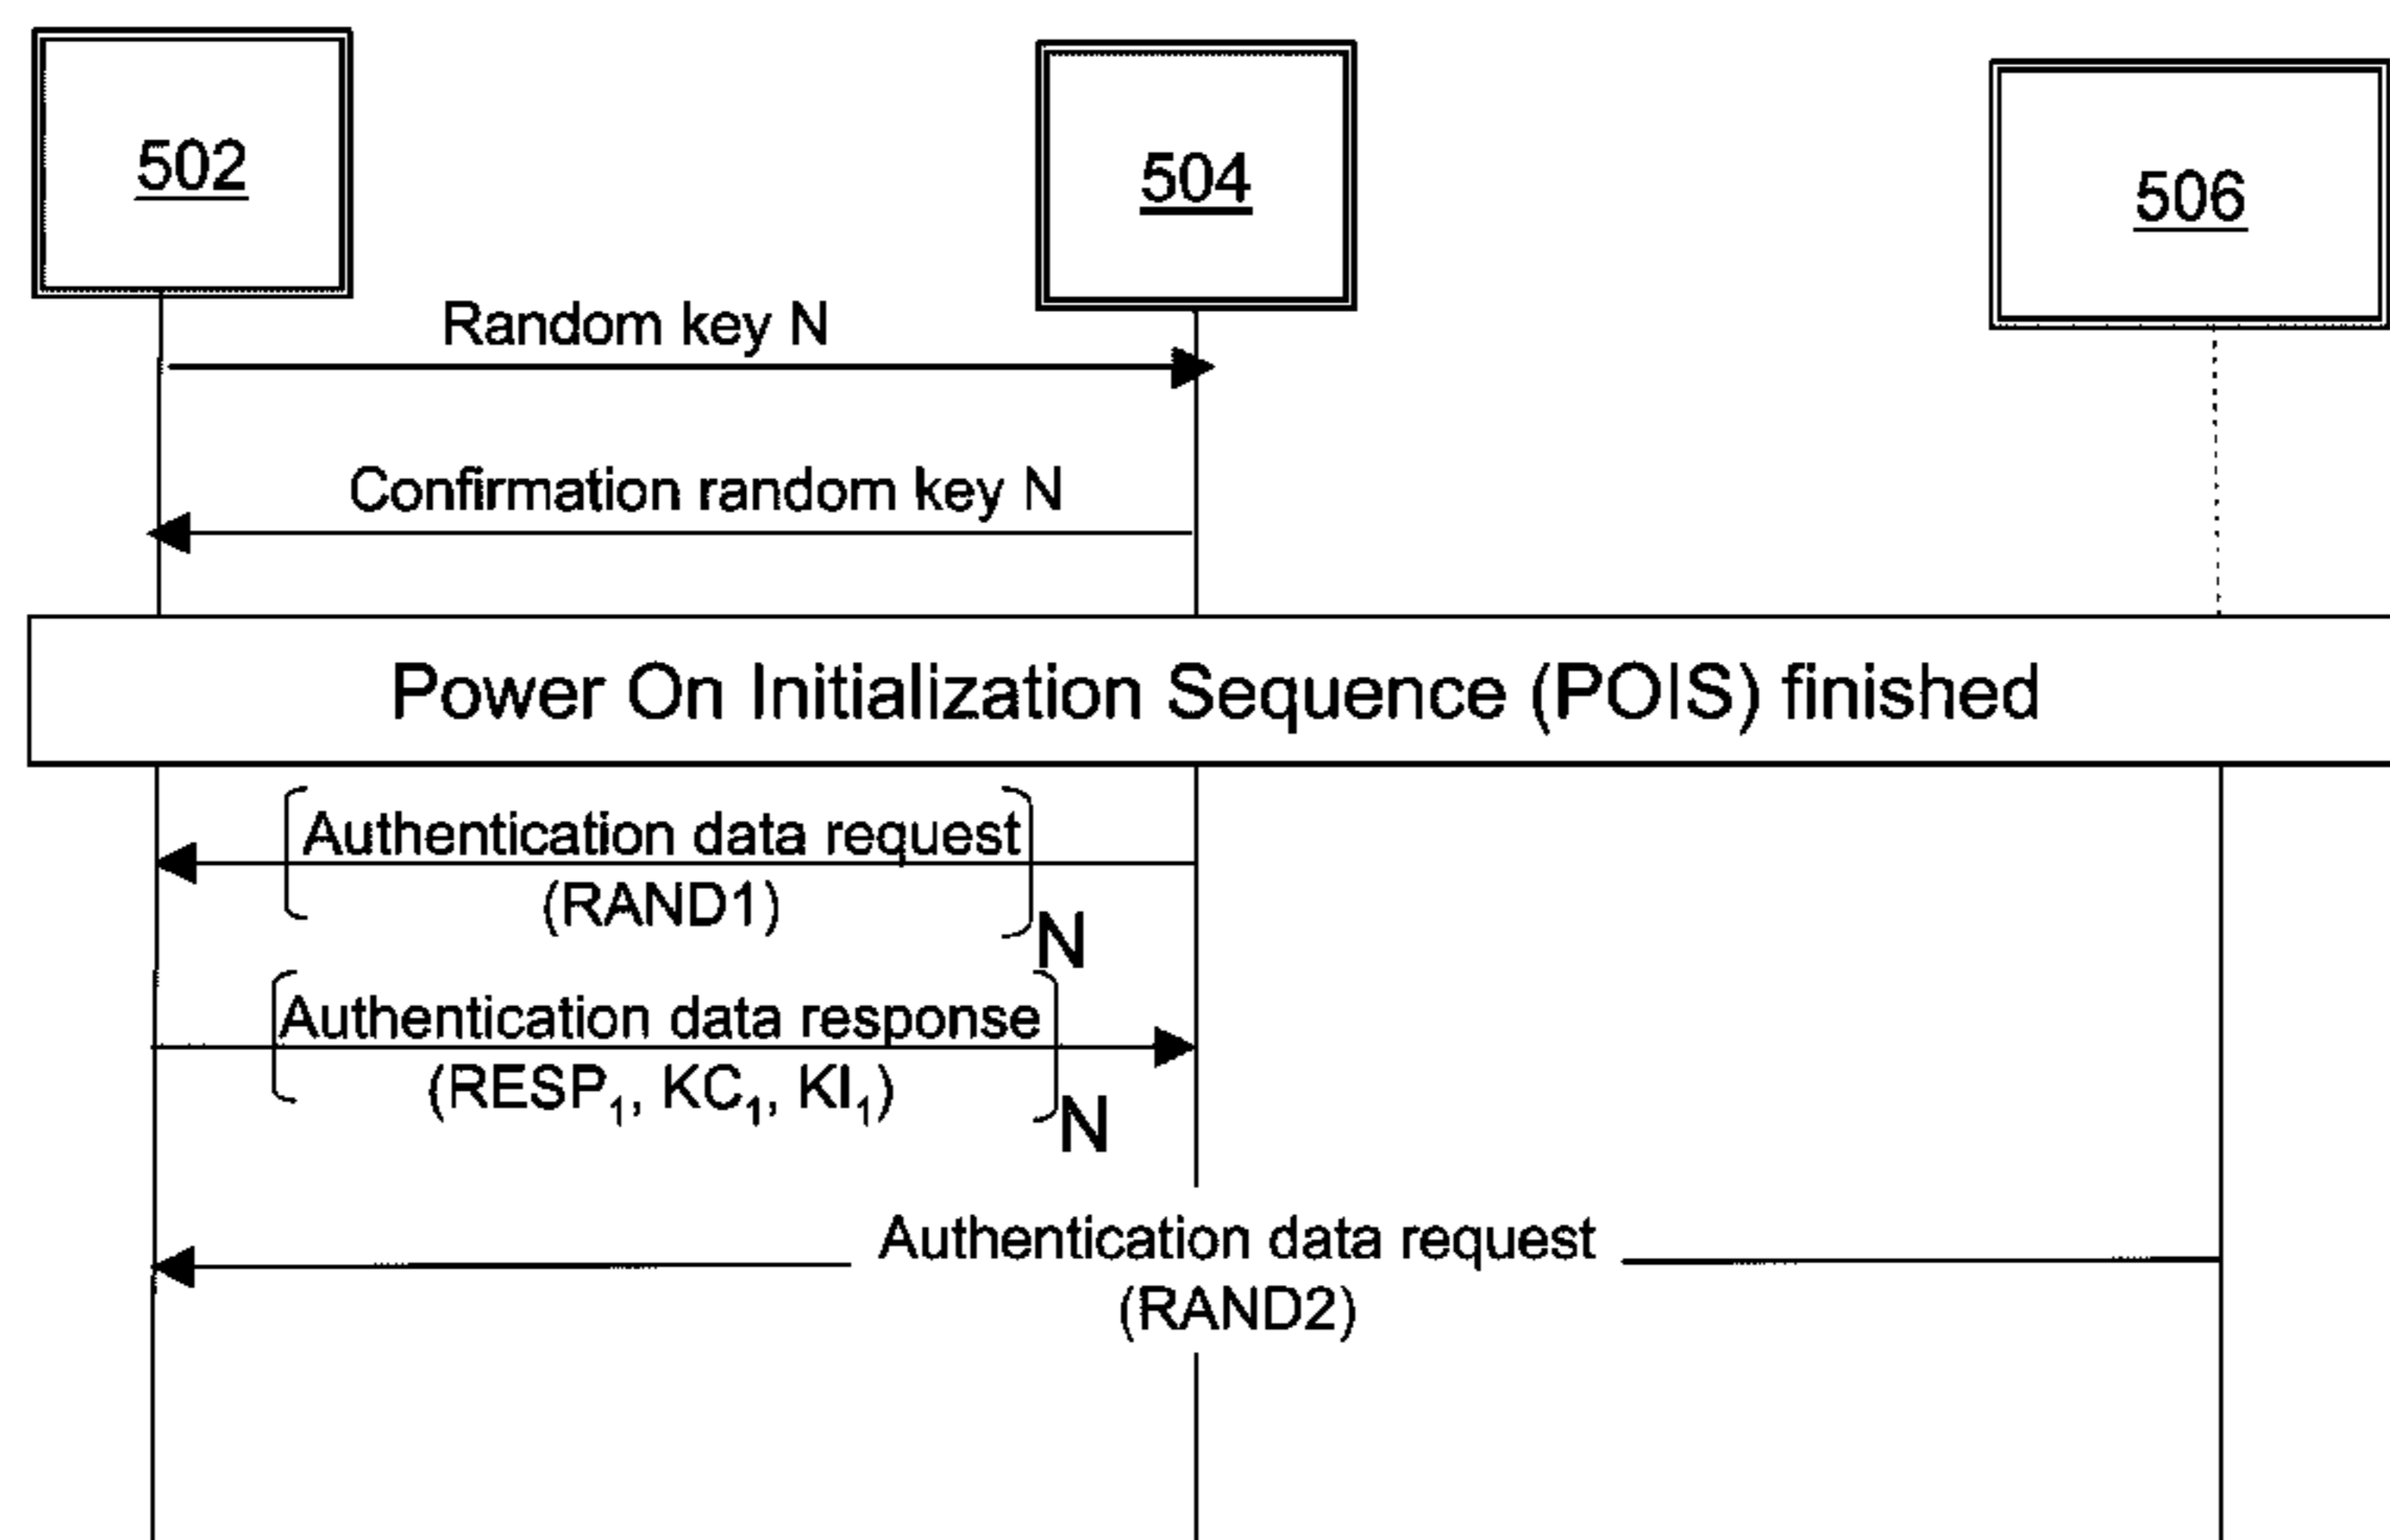 502
504
506
Random key N
Confirmation random key N
Power On Initialization Sequence (POIS) finished
Authentication data request
(RAND1)
N
Authentication data response
(RESP₁, KC₁, KI₁)
N
Authentication data request
(RAND2)